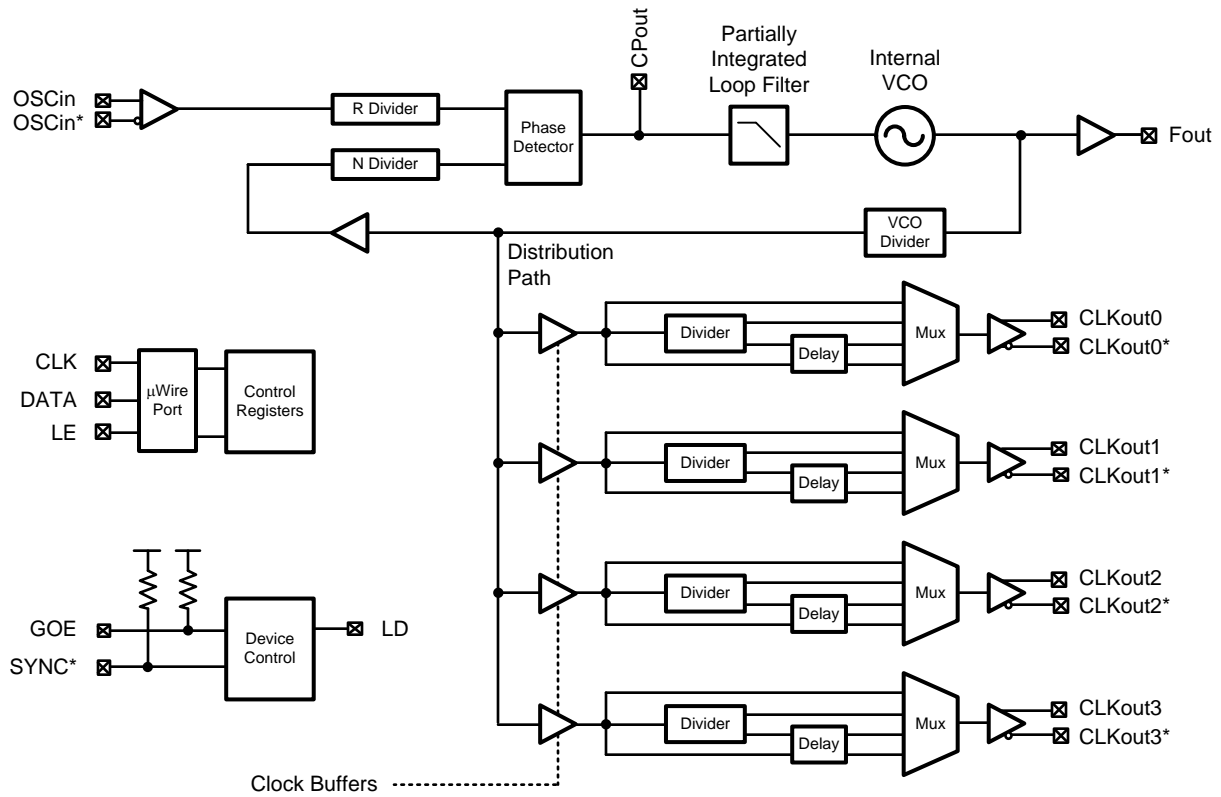 CPout
Partially
Integrated
Loop Filter
Internal
VCO
OSCin
OSCin*
R Divider
N Divider
Phase
Detector
Fout
VCO
Divider
Distribution
Path
CLK
DATA
LE
µWire
Port
Control
Registers
Divider
Delay
Mux
CLKout0
CLKout0*
Divider
Delay
Mux
CLKout1
CLKout1*
GOE
SYNC*
Device
Control
LD
Divider
Delay
Mux
CLKout2
CLKout2*
Divider
Delay
Mux
CLKout3
CLKout3*
Clock Buffers